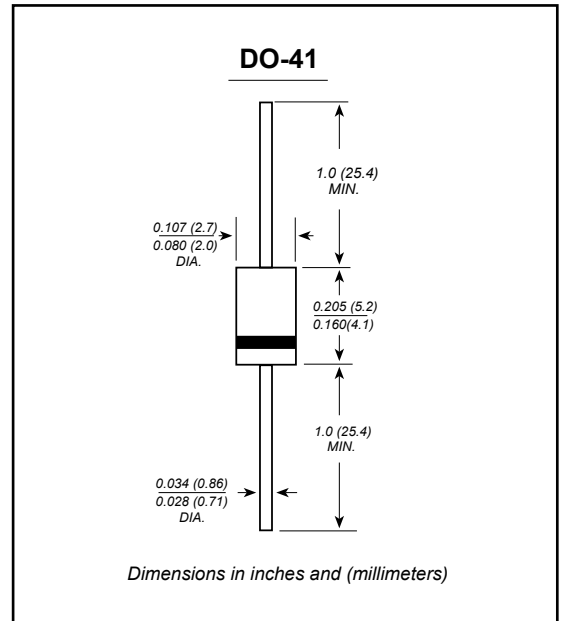 DO-41
1.0 (25.4)
MIN.
0.107 (2.7)
0.080 (2.0)
DIA.
0.205 (5.2)
0.160(4.1)
1.0 (25.4)
MIN.
0.034 (0.86)
0.028 (0.71)
DIA.
Dimensions in inches and (millimeters)